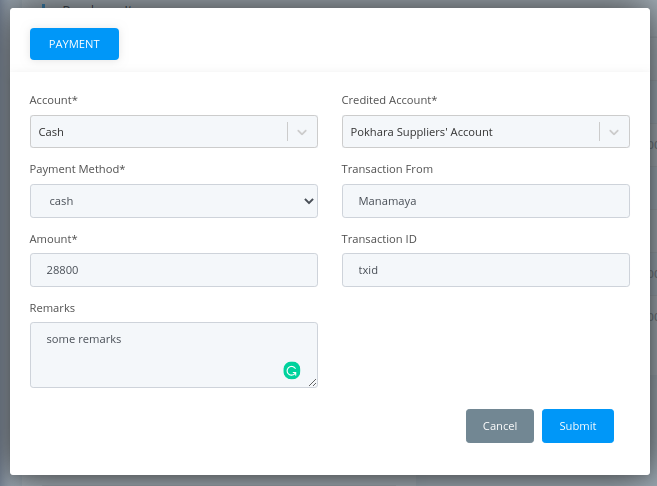 PAYMENT
Account* Credited Account*
Cash Pokhara Suppliers' Account
Payment Method* Transaction From
cash Manamaya
Amount* Transaction ID
28800 txid
Remarks
some remarks
Cancel Submit